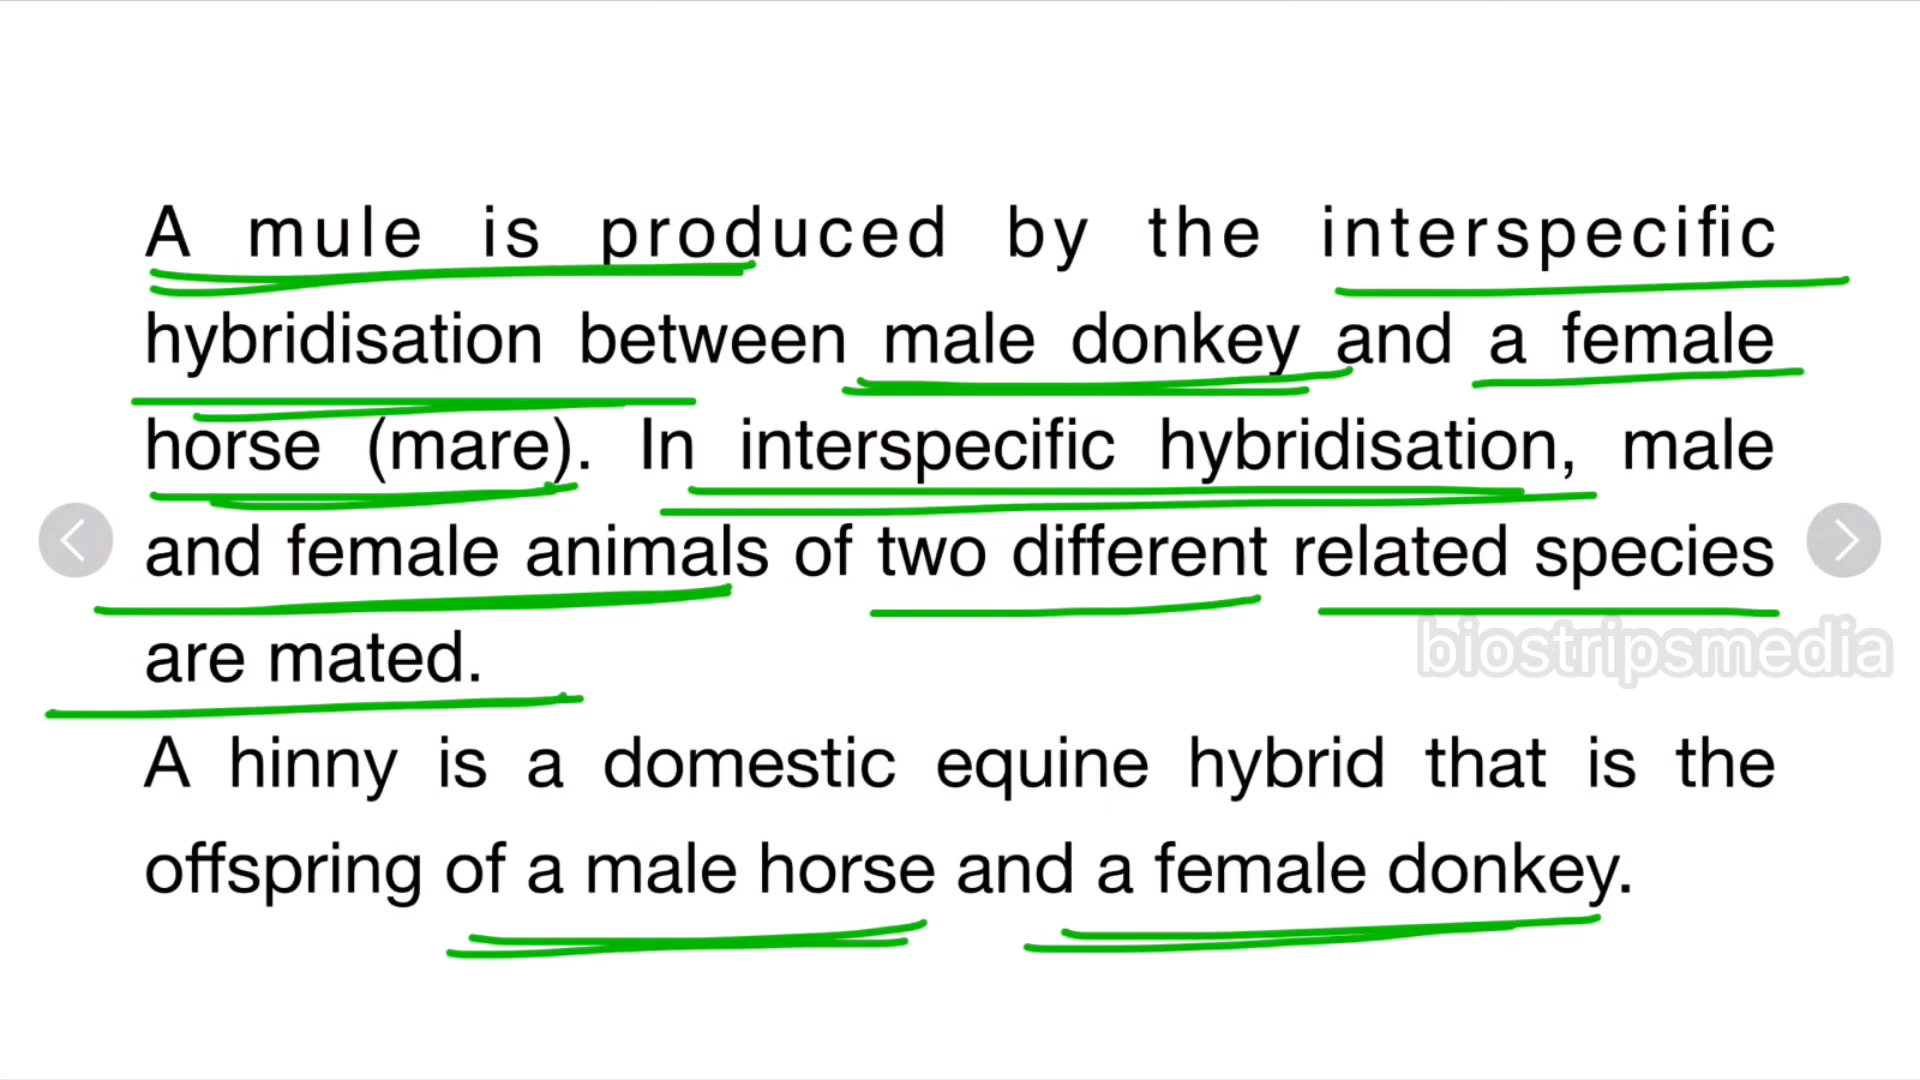 A mule is produced by the interspecific
hybridisation between male donkey and a female
horse (mare). In interspecific hybridisation, male
and female animals of two different related species
are mated.
biostripsmedia
A hinny is a domestic equine hybrid that is the
offspring of a male horse and a female donkey.